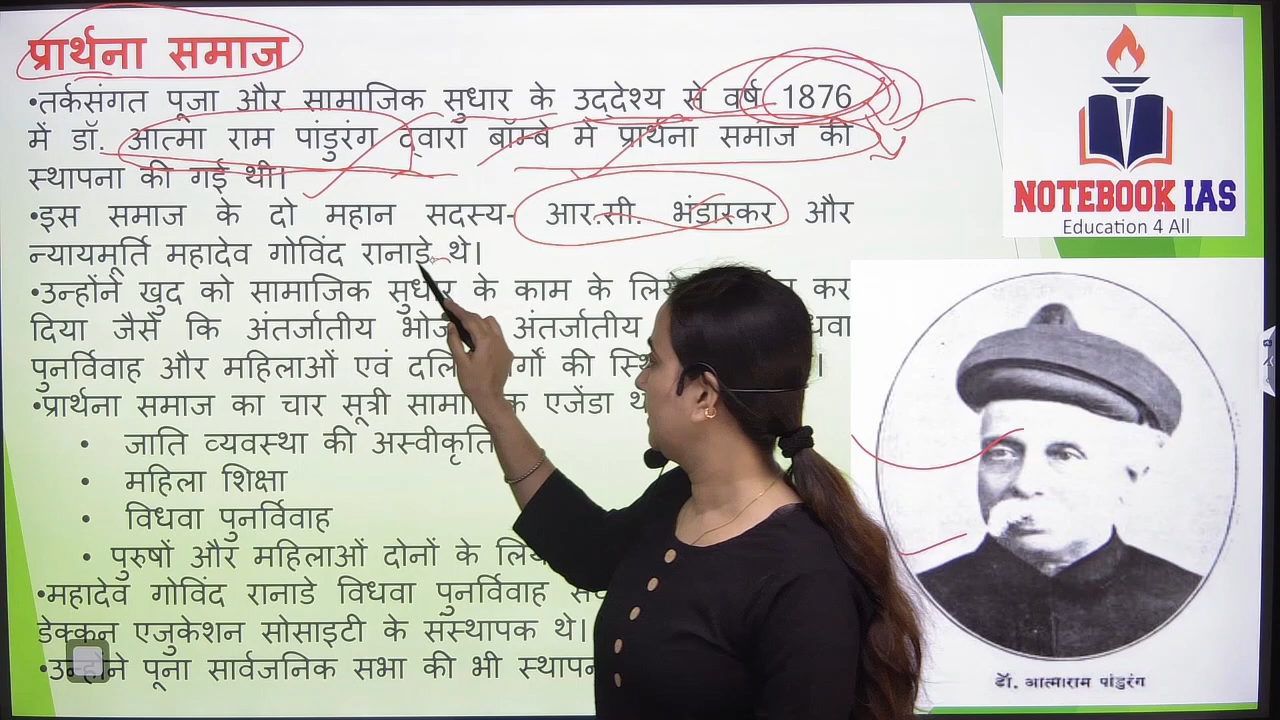 प्रार्थना समाज
•तर्कसंगत पूजा और सामाजिक सुधार के उद्देश्य से वर्ष 1876
में डॉ. आत्मा राम पांडुरंग द्वारा बॉम्बे में प्रार्थना समाज की
स्थापना की गई थी।
•इस समाज के दो महान सदस्य- आर.सी. भंडारकर और
न्यायमूर्ति महादेव गोविंद रानाडे थे।
•उन्होंने खुद को सामाजिक सुधार के काम के लिये कर
दिया जैसे कि अंतर्जातीय अंतर्जातीय
पुनर्विवाह और महिलाओं एवं की
•प्रार्थना समाज का चार सूत्री एजेंडा
• जाति व्यवस्था की अस्वीकृति
• महिला शिक्षा
• विधवा पुनर्विवाह
• पुरुषों और महिलाओं दोनों के
•महादेव गोविंद रानाडे विधवा पुनर्विवाह
डेक्कन एजुकेशन सोसाइटी के संस्थापक थे।
•उन्होंने पूना सार्वजनिक सभा की भी
NOTEBOOK IAS
Education 4 All
डॉ. आत्माराम पांडुरंग